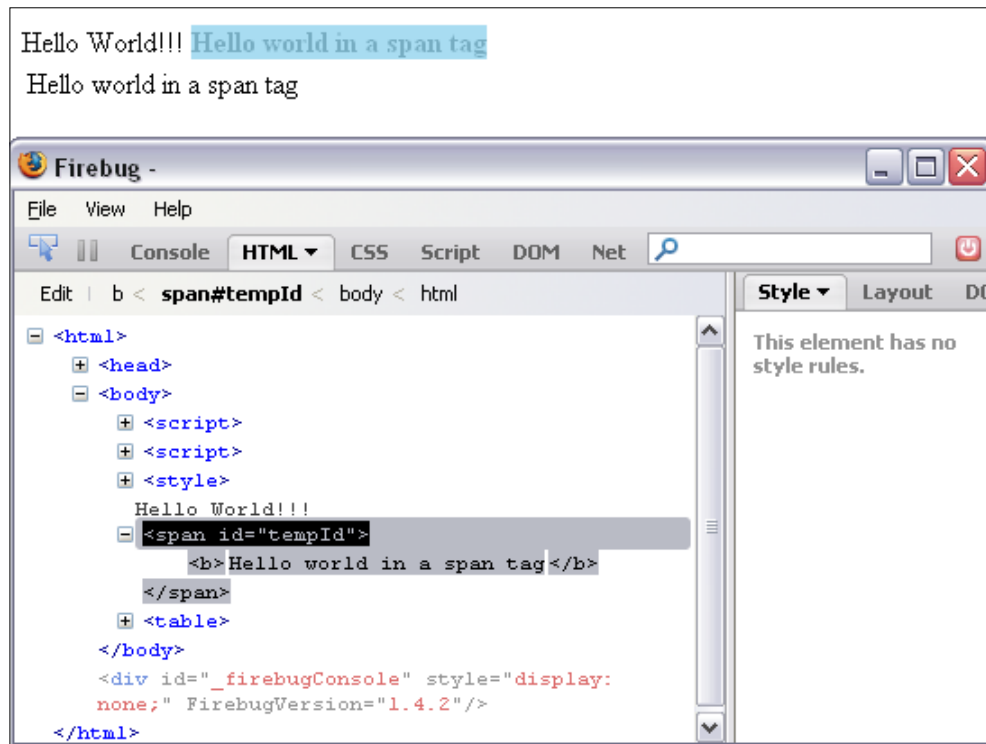 Hello World!!! Hello world in a span tag
Hello world in a span tag
Firebug -
File View Help
Console HTML CSS Script DOM Net
Edit b < span#tempId < body < html
Style Layout DO
<html>
<head>
<body>
<script>
<script>
<style>
Hello World!!!
<span id="tempId">
<b>Hello world in a span tag</b>
</span>
<table>
</body>
<div id="_firebugConsole" style="display:
none;" FirebugVersion="1.4.2"/>
</html>
This element has no
style rules.